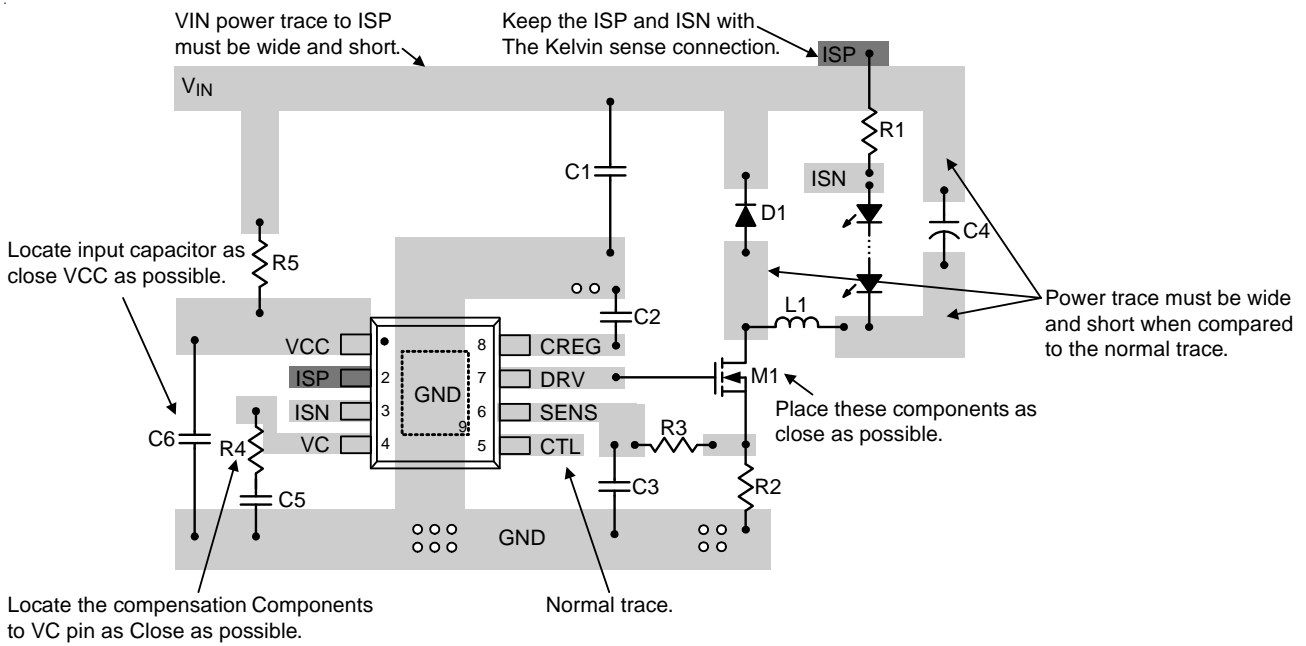 VIN power trace to ISP
must be wide and short.
Keep the ISP and ISN with
The Kelvin sense connection.
ISP
VIN
R1
C1
ISN
D1
C4
Locate input capacitor as
close VCC as possible.
R5
L1
Power trace must be wide
and short when compared
to the normal trace.
C2
VCC
8
CREG
ISP
2
GND
7
DRV
M1
ISN
3
6
SENS
Place these components as
close as possible.
9
C6
R4
VC
4
5
CTL
R3
C5
C3
R2
GND
Locate the compensation Components
to VC pin as Close as possible.
Normal trace.